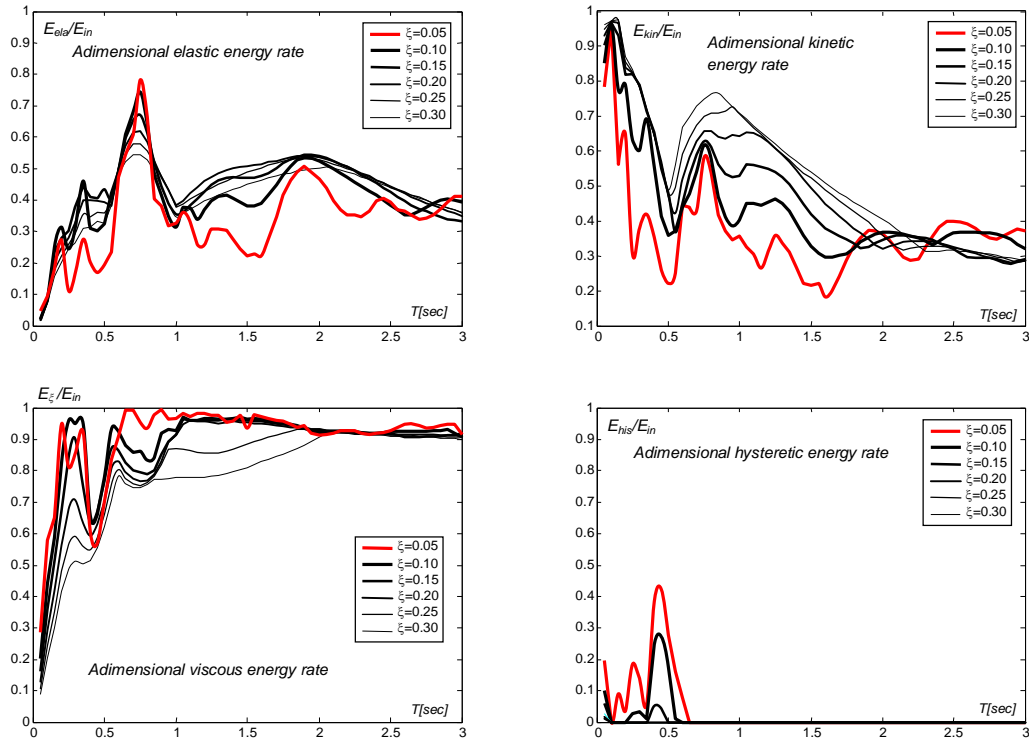 E_ela/E_in
Adimensional elastic energy rate
ξ=0.05
ξ=0.10
ξ=0.15
ξ=0.20
ξ=0.25
ξ=0.30
1
0.9
0.8
0.7
0.6
0.5
0.4
0.3
0.2
0.1
0
T[sec]
0 0.5 1 1.5 2 2.5 3
E_kin/E_in
Adimensional kinetic
energy rate
ξ=0.05
ξ=0.10
ξ=0.15
ξ=0.20
ξ=0.25
ξ=0.30
1
0.9
0.8
0.7
0.6
0.5
0.4
0.3
0.2
0.1
T[sec]
0 0.5 1 1.5 2 2.5 3
E_ξ/E_in
1
0.9
0.8
0.7
0.6
0.5
0.4
0.3
0.2
0.1
0
ξ=0.05
ξ=0.10
ξ=0.15
ξ=0.20
ξ=0.25
ξ=0.30
Adimensional viscous energy rate
T[sec]
0 0.5 1 1.5 2 2.5 3
E_his/E_in
Adimensional hysteretic energy rate
ξ=0.05
ξ=0.10
ξ=0.15
ξ=0.20
ξ=0.25
ξ=0.30
1
0.9
0.8
0.7
0.6
0.5
0.4
0.3
0.2
0.1
0
T[sec]
0 0.5 1 1.5 2 2.5 3